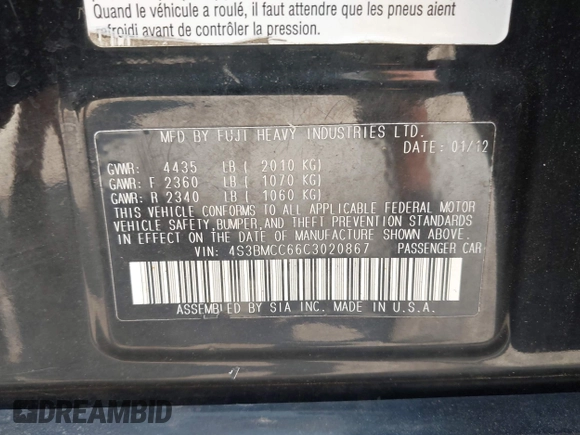 Quand le véhicule a roulé, il faut attendre que les pneus aient
refroidi avant de contrôler la pression.
MFD BY FUJI HEAVY INDUSTRIES LTD.
DATE: 01/12
GVWR: 4435 LB ( 2010 KG)
GAWR: F 2360 LB ( 1070 KG)
GAWR: R 2340 LB ( 1060 KG)
THIS VEHICLE CONFORMS TO ALL APPLICABLE FEDERAL MOTOR
VEHICLE SAFETY,BUMPER,AND THEFT PREVENTION STANDARDS
IN EFFECT ON THE DATE OF MANUFACTURE SHOWN ABOVE.
VIN: 4S3BMCC66C3020867 PASSENGER CAR
ASSEMBLED BY SIA INC. MADE IN U.S.A.
DREAMBID